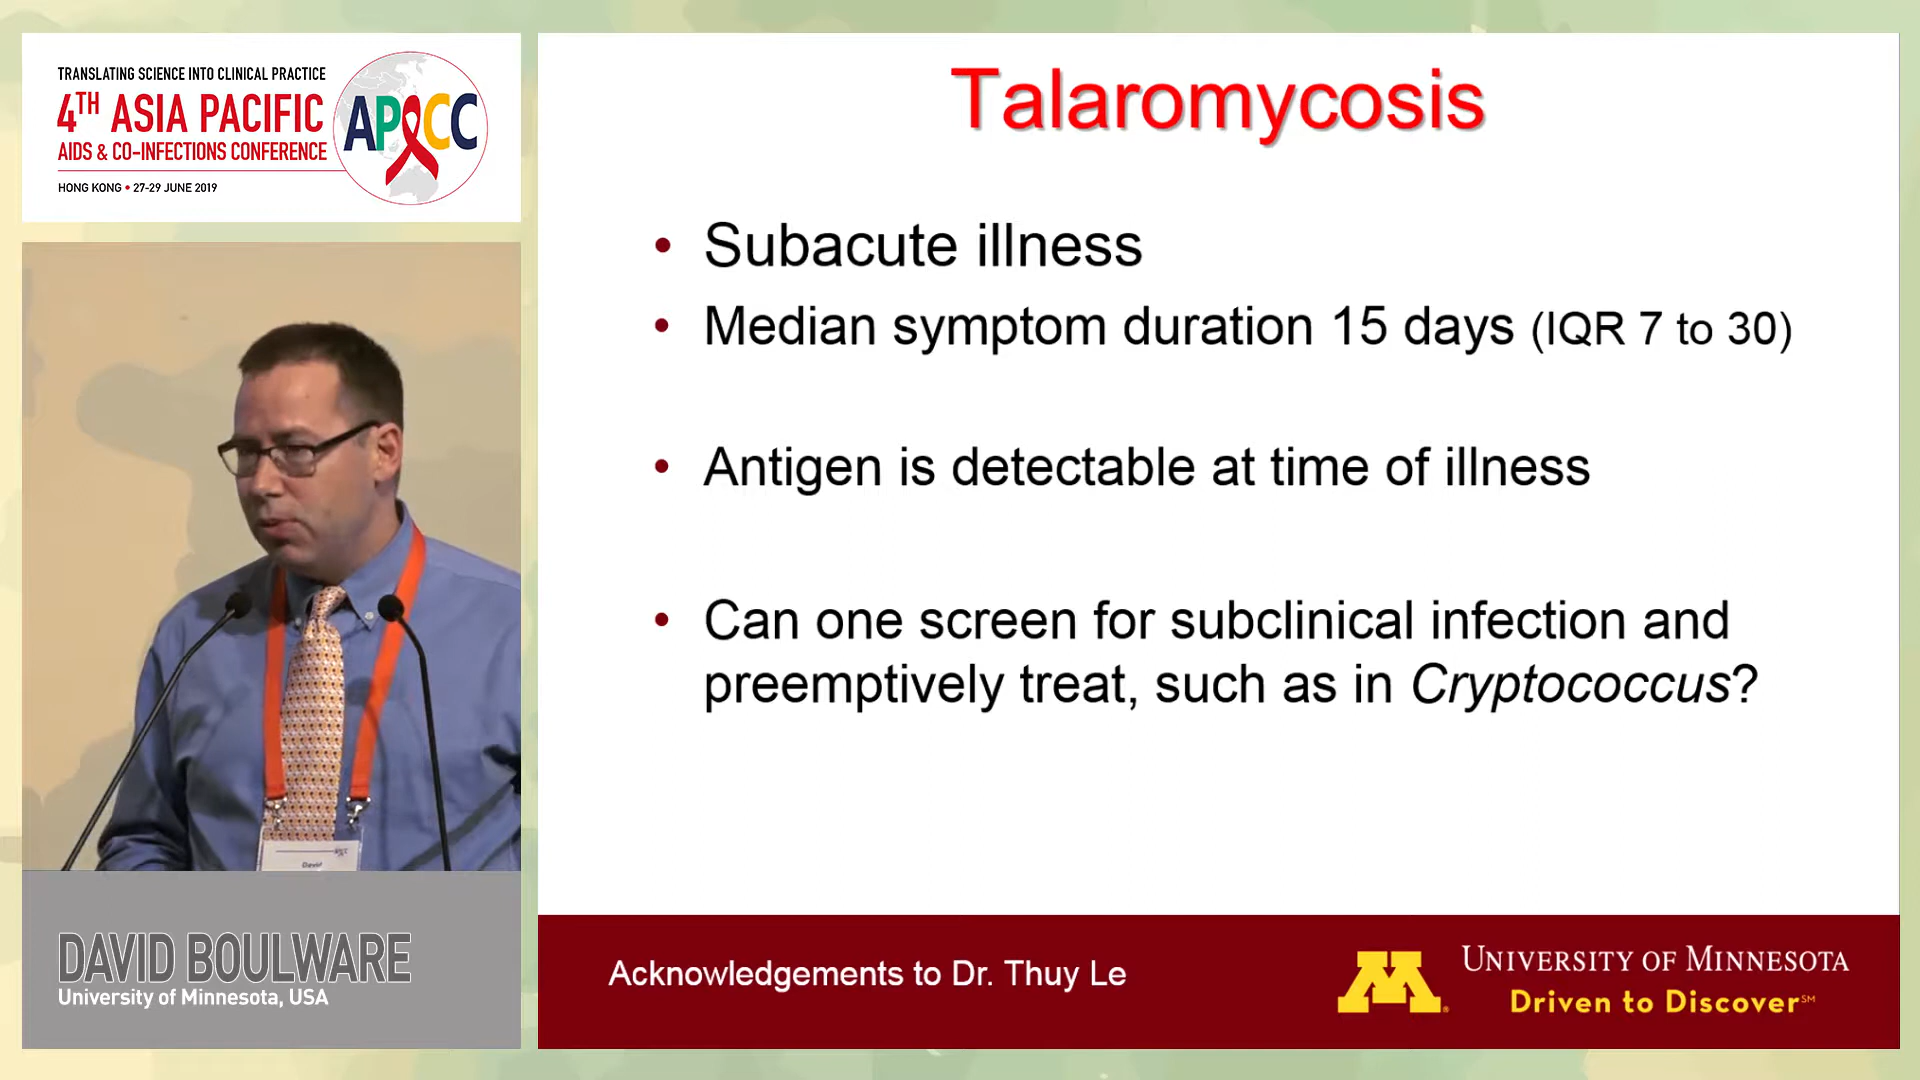 TRANSLATING SCIENCE INTO CLINICAL PRACTICE
4TH ASIA PACIFIC
AIDS & CO-INFECTIONS CONFERENCE
HONG KONG • 27-29 JUNE 2019
APACC
David
DAVID BOULWARE
University of Minnesota, USA
Talaromycosis
• Subacute illness
• Median symptom duration 15 days (IQR 7 to 30)
• Antigen is detectable at time of illness
• Can one screen for subclinical infection and
preemptively treat, such as in Cryptococcus?
Acknowledgements to Dr. Thuy Le
M
UNIVERSITY OF MINNESOTA
Driven to Discover℠